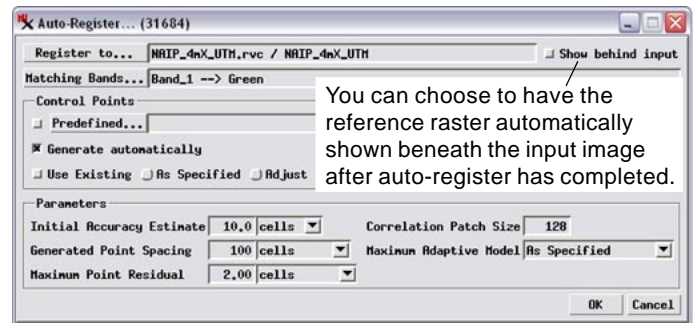 Auto-Register... (31684)
Register to... NAIP_4mX_UTM.rvc / NAIP_4mX_UTM Show behind input
Matching Bands... Band_1 --> Green
Control Points
Predefined...
Generate automatically
Use Existing As Specified Adjust
You can choose to have the
reference raster automatically
shown beneath the input image
after auto-register has completed.
Parameters
Initial Accuracy Estimate 10.0 cells Correlation Patch Size 128
Generated Point Spacing 100 cells Maximum Adaptive Model As Specified
Maximum Point Residual 2.00 cells
OK Cancel